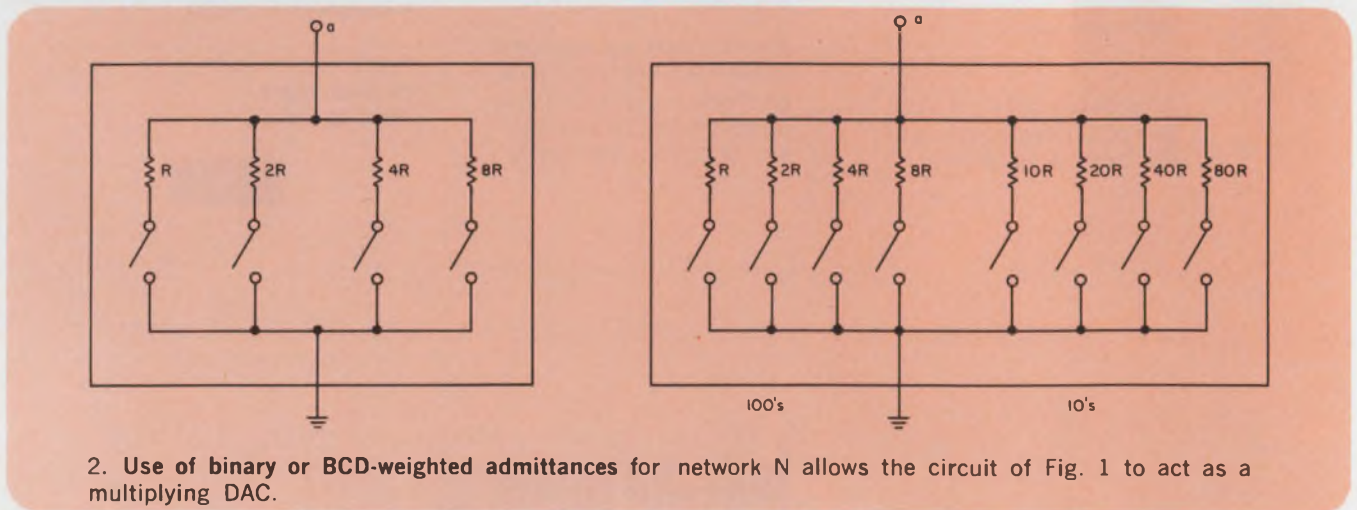 a
R 2R 4R 8R
a
R 2R 4R 8R 10R 20R 40R 80R
100's 10's
2. Use of binary or BCD-weighted admittances for network N allows the circuit of Fig. 1 to act as a
multiplying DAC.